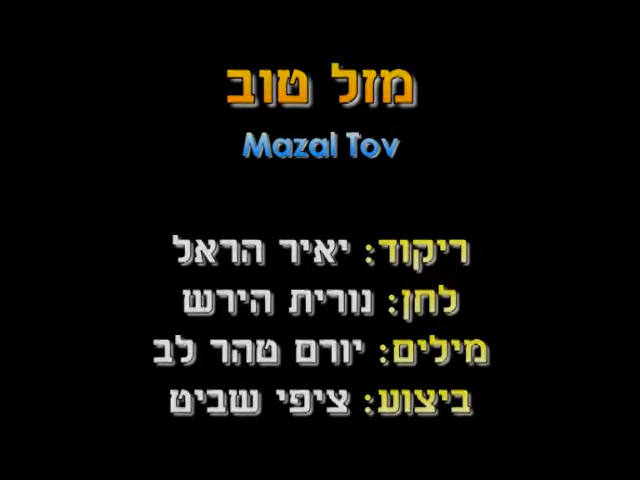 מזל טוב
Mazal Tov
ריקוד: יאיר הראל
לחן: נורית הירש
מילים: יורם טהר לב
ביצוע: ציפי שביט